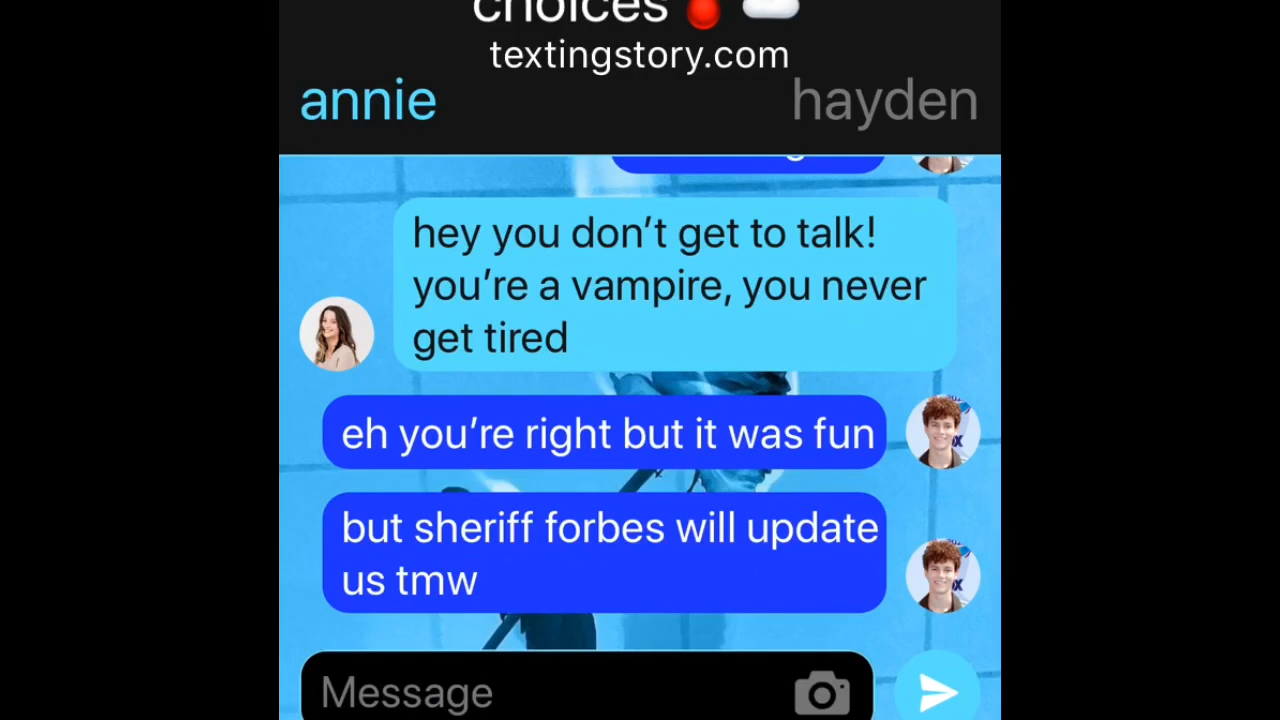 choices
textingstory.com
annie
hayden
hey you don't get to talk!
you're a vampire, you never
get tired
eh you're right but it was fun
but sheriff forbes will update
us tmw
Message